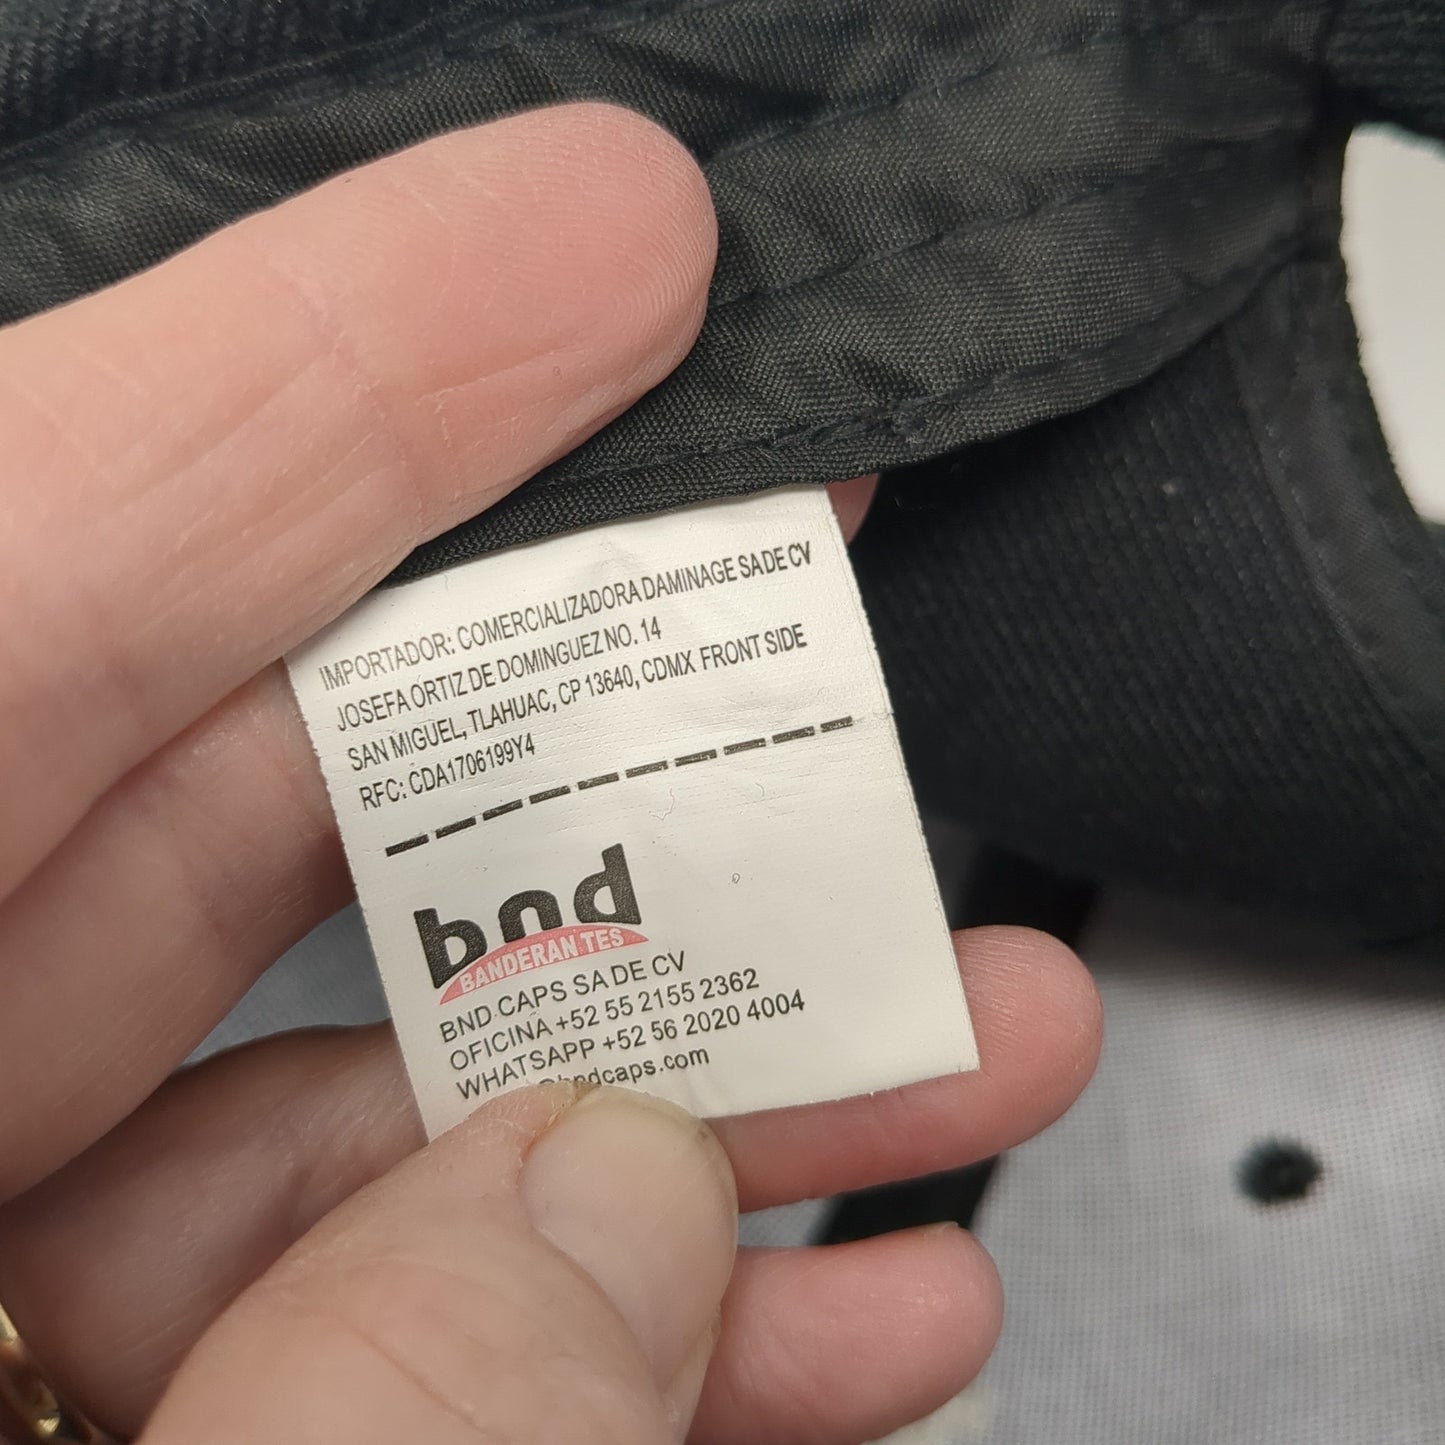 IMPORTADOR: COMERCIALIZADORA DAMINAGE SA DE CV
JOSEFA ORTIZ DE DOMINGUEZ NO. 14
SAN MIGUEL, TLAHUAC, CP 13640, CDMX FRONT SIDE
RFC: CDA1706199Y4
bnd
BANDERANTES
BND CAPS SA DE CV
OFICINA +52 55 2155 2362
WHATSAPP +52 56 2020 4004
@bndcaps.com